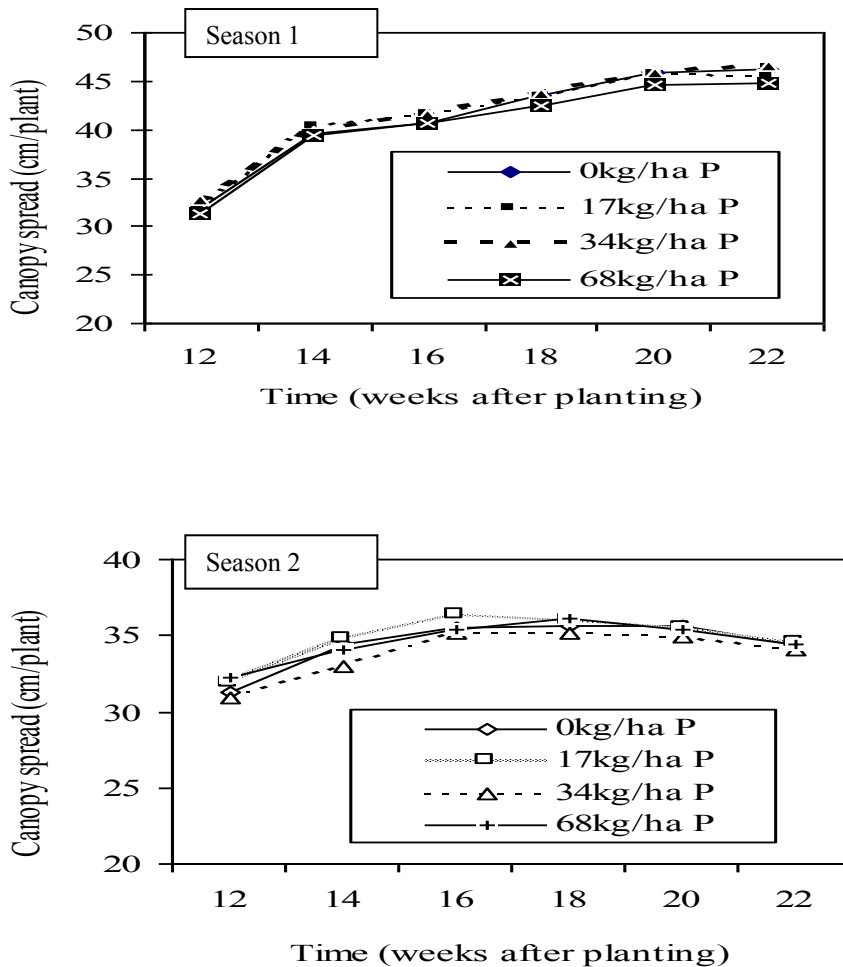 Season 1
Canopy spread (cm/plant)
50
45
40
35
30
25
20
0kg/ha P
17kg/ha P
34kg/ha P
68kg/ha P
12 14 16 18 20 22
Time (weeks after planting)
Season 2
Canopy spread (cm/plant)
40
35
30
25
20
0kg/ha P
17kg/ha P
34kg/ha P
68kg/ha P
12 14 16 18 20 22
Time (weeks after planting)